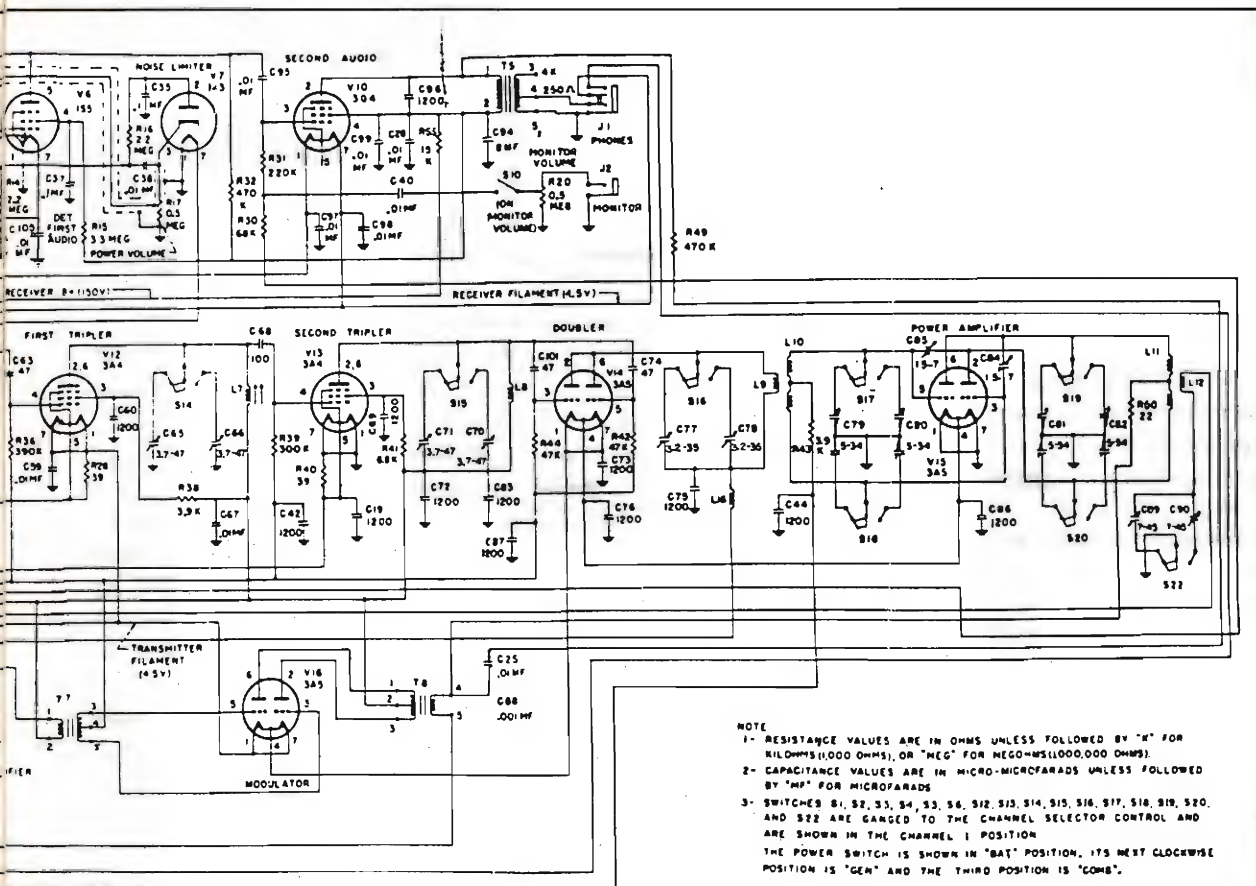 NOISE LIMITER
V7
SECOND AUDIO
V10
3Q4
V6
1S5
C35
.1
MF
C95
.01
MF
C96
1200
T5
4K
250Ω
J1
PHONES
R16
2.2
MEG
C36
.01MF
C37
.1MF
R17
0.5
MEG
R32
470
K
R31
220K
R30
68K
C99
.01
MF
C28
.01
MF
R55
15
K
C94
8MF
MONITOR
VOLUME
R20
0.5
MEG
J2
MONITOR
S10
(ON
MONITOR
VOLUME)
C40
.01MF
C97
.01
MF
C98
.01MF
2.2
MEG
C105
.01
MF
DET
FIRST
AUDIO
R15
3.3 MEG
POWER VOLUME
R49
470 K
RECEIVER B+(150V)
RECEIVER FILAMENT (4.5V)
FIRST TRIPLER
V12
3A4
C68
100
SECOND TRIPLER
V13
3A4
DOUBLER
V14
3A5
POWER AMPLIFIER
V15
3A5
C63
47
R36
390K
C59
.01MF
R28
39
C60
1200
S14
C65
3.7-47
C66
3.7-47
L7
R38
3.9K
C67
.01MF
R39
300K
C42
1200
R40
39
C19
1200
C69
1200
R41
6.8K
S15
C71
3.7-47
C70
3.7-47
C72
1200
C83
1200
L8
C101
47
C74
47
R44
47K
R42
47K
C73
1200
C87
1200
C76
1200
S16
C77
3.2-35
C78
3.2-35
C75
1200
L16
L9
L10
R43
3.9
K
C44
1200
S17
C79
5-34
C80
5-34
S18
C85
1.5-7
C84
1.5-7
C86
1200
S19
C81
5-34
C82
5-34
S20
R60
22
L11
L12
C89
7-45
C90
7-45
S22
TRANSMITTER
FILAMENT
(4.5V)
T7
V16
3A5
MODULATOR
T8
C25
.01MF
C88
.001MF
IFIER
NOTE
1- RESISTANCE VALUES ARE IN OHMS UNLESS FOLLOWED BY "K" FOR
KILOHMS (1,000 OHMS), OR "MEG" FOR MEGOHMS (1,000,000 OHMS).
2- CAPACITANCE VALUES ARE IN MICRO-MICROFARADS UNLESS FOLLOWED
BY "MF" FOR MICROFARADS
3- SWITCHES S1, S2, S3, S4, S5, S6, S12, S13, S14, S15, S16, S17, S18, S19, S20,
AND S22 ARE GANGED TO THE CHANNEL SELECTOR CONTROL AND
ARE SHOWN IN THE CHANNEL 1 POSITION
THE POWER SWITCH IS SHOWN IN "BAT" POSITION, ITS NEXT CLOCKWISE
POSITION IS "GEN" AND THE THIRD POSITION IS "COMB".